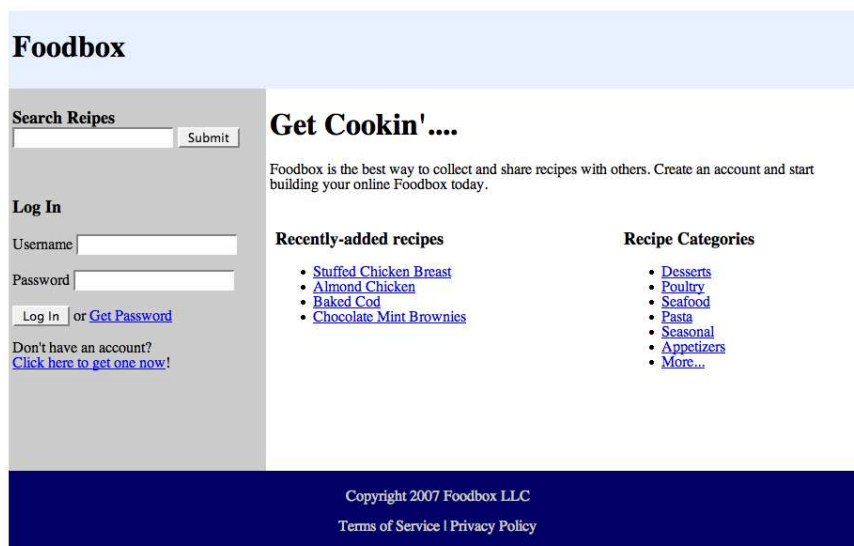 Foodbox
Search Reipes
Submit
Log In
Username
Password
Log In or Get Password
Don't have an account?
Click here to get one now!
Get Cookin'....
Foodbox is the best way to collect and share recipes with others. Create an account and start
building your online Foodbox today.
Recently-added recipes
• Stuffed Chicken Breast
• Almond Chicken
• Baked Cod
• Chocolate Mint Brownies
Recipe Categories
• Desserts
• Poultry
• Seafood
• Pasta
• Seasonal
• Appetizers
• More...
Copyright 2007 Foodbox LLC
Terms of Service | Privacy Policy